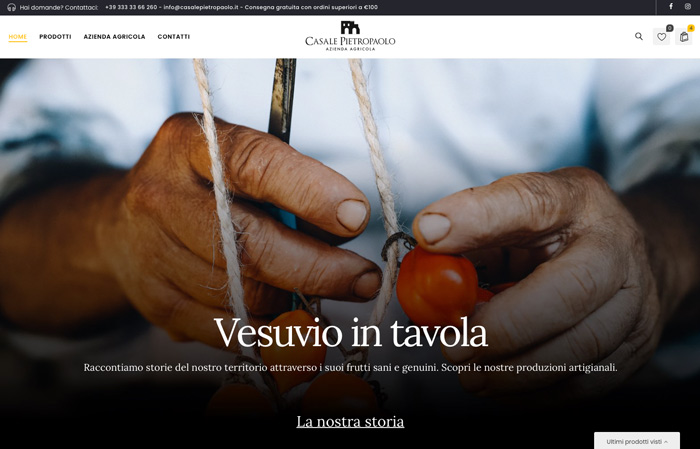 Hai domande? Contattaci: +39 333 33 66 260 - info@casalepietropaolo.it - Consegna gratuita con ordini superiori a €100
HOME PRODOTTI AZIENDA AGRICOLA CONTATTI
CASALE PIETROPAOLO
AZIENDA AGRICOLA
0
4
Vesuvio in tavola
Raccontiamo storie del nostro territorio attraverso i suoi frutti sani e genuini. Scopri le nostre produzioni artigianali.
La nostra storia
Ultimi prodotti visti